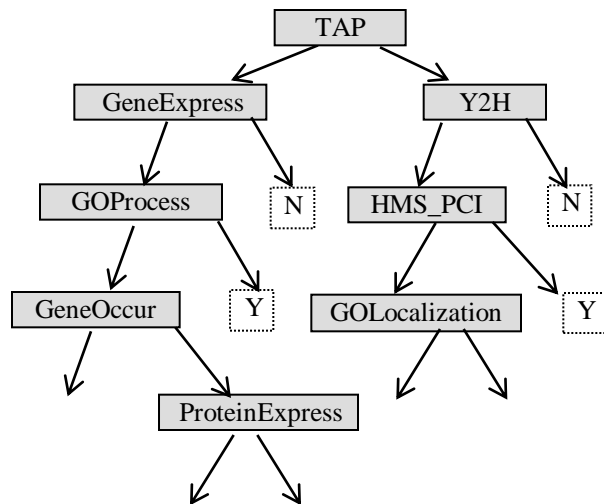 TAP
GeneExpress
Y2H
GOProcess
N
HMS_PCI
N
GeneOccur
Y
GOLocalization
Y
ProteinExpress